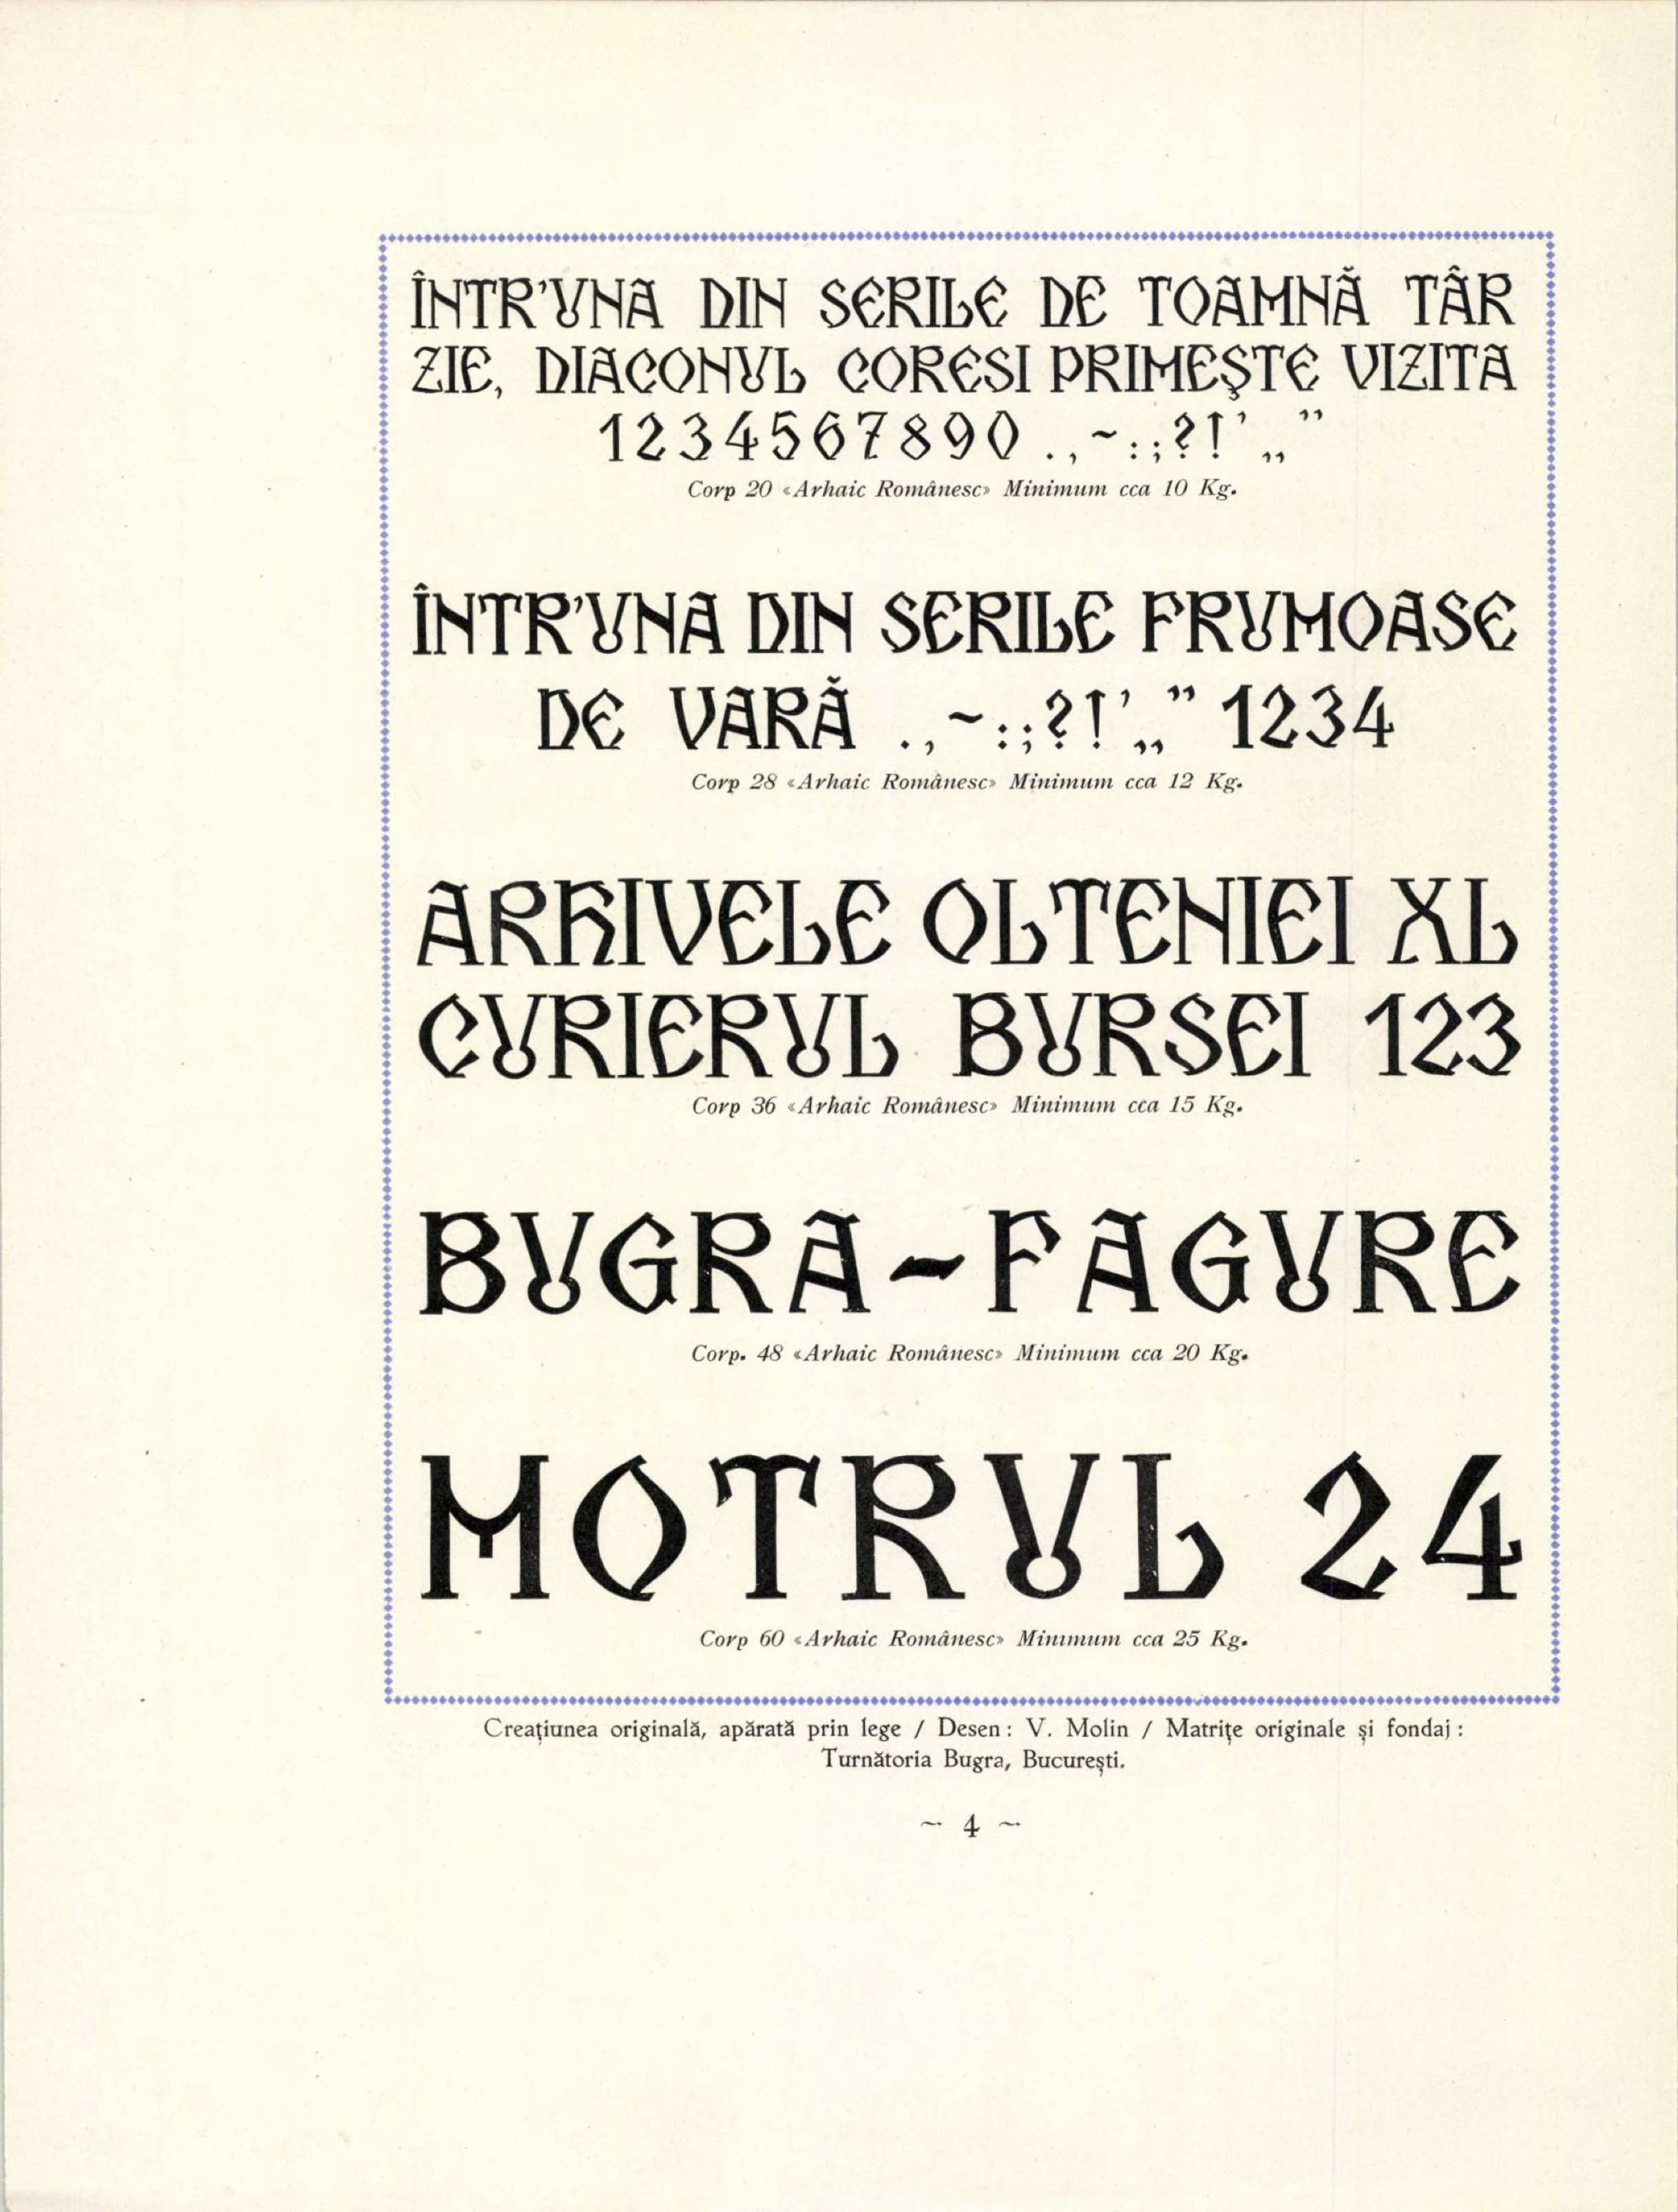 ÎNTR'UNA DIN SERILE DE TOAMNĂ TÂR
ZIE, DIACONUL CORESI PRIMEŞTE VIZITA
1234567890 ., ~ : ; ? ! ' „ ”
Corp 20 «Arhaic Românesc» Minimum cca 10 Kg.
ÎNTR'UNA DIN SERILE FRUMOASE
DE VARĂ ., ~ : ; ? ! ' „ ” 1234
Corp 28 «Arhaic Românesc» Minimum cca 12 Kg.
ARHIVELE OLTENIEI XL
CURIERUL BURSEI 123
Corp 36 «Arhaic Românesc» Minimum cca 15 Kg.
BUGRA~FAGURE
Corp. 48 «Arhaic Românesc» Minimum cca 20 Kg.
MOTRUL 24
Corp 60 «Arhaic Românesc» Minimum cca 25 Kg.
Creaţiunea originală, apărată prin lege / Desen : V. Molin / Matriţe originale şi fondaj :
Turnătoria Bugra, Bucureşti.
~ 4 ~